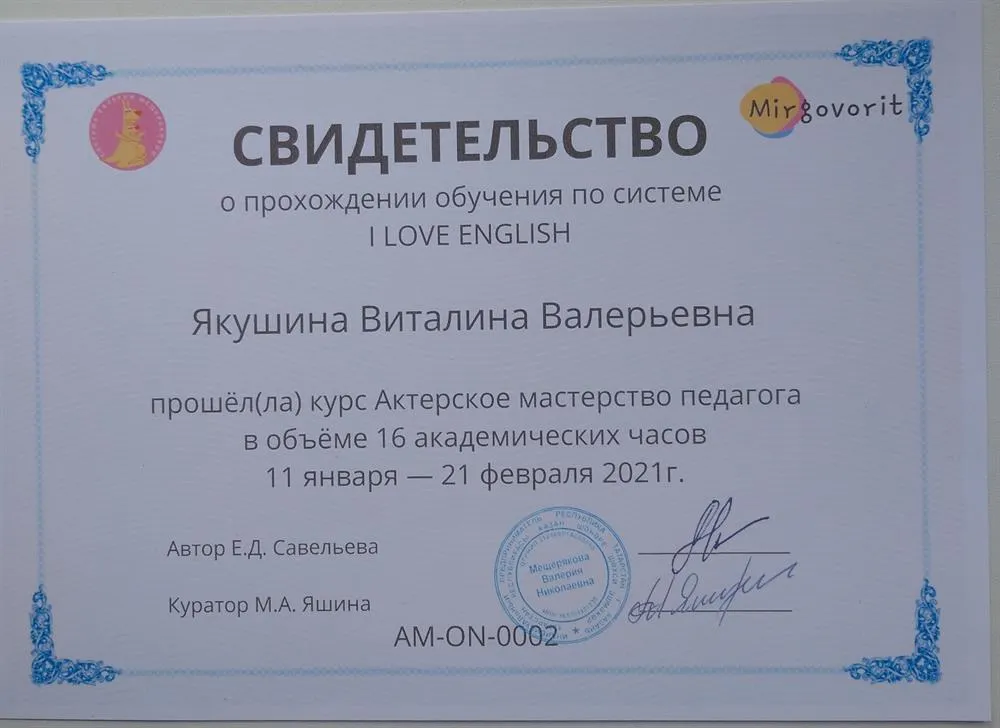 Mirgovorit
СВИДЕТЕЛЬСТВО
о прохождении обучения по системе
I LOVE ENGLISH
Якушина Виталина Валерьевна
прошёл(ла) курс Актерское мастерство педагога
в объёме 16 академических часов
11 января — 21 февраля 2021г.
Автор Е.Д. Савельева
Куратор М.А. Яшина
Мещерякова
Валерия
Николаевна
AM-ON-0002